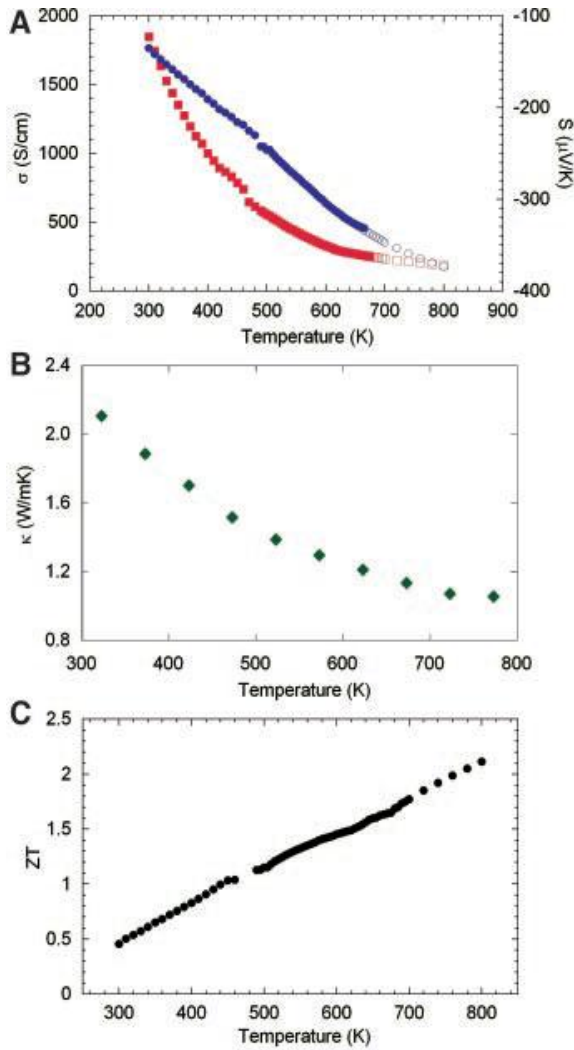 A
2000
1500
1000
500
0
σ (S/cm)
-100
-200
-300
-400
S (μV/K)
200 300 400 500 600 700 800 900
Temperature (K)
B
2.4
2.0
1.6
1.2
0.8
κ (W/mK)
300 400 500 600 700 800
Temperature (K)
C
2.5
2
1.5
1
0.5
0
ZT
300 400 500 600 700 800
Temperature (K)